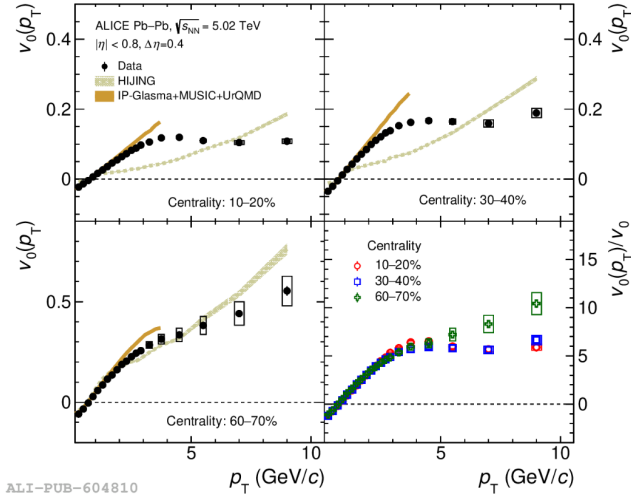 v₀(pT)
0.4
0.2
0
ALICE Pb–Pb, √sNN = 5.02 TeV
|η| < 0.8, Δη=0.4
Data
HIJING
IP-Glasma+MUSIC+UrQMD
Centrality: 10–20%
v₀(pT)
0.4
0.2
0
Centrality: 30–40%
v₀(pT)
0.5
0
Centrality: 60–70%
5
10
pT (GeV/c)
v₀(pT)/v₀
15
10
5
0
Centrality
10–20%
30–40%
60–70%
5
10
pT (GeV/c)
ALI-PUB-604810